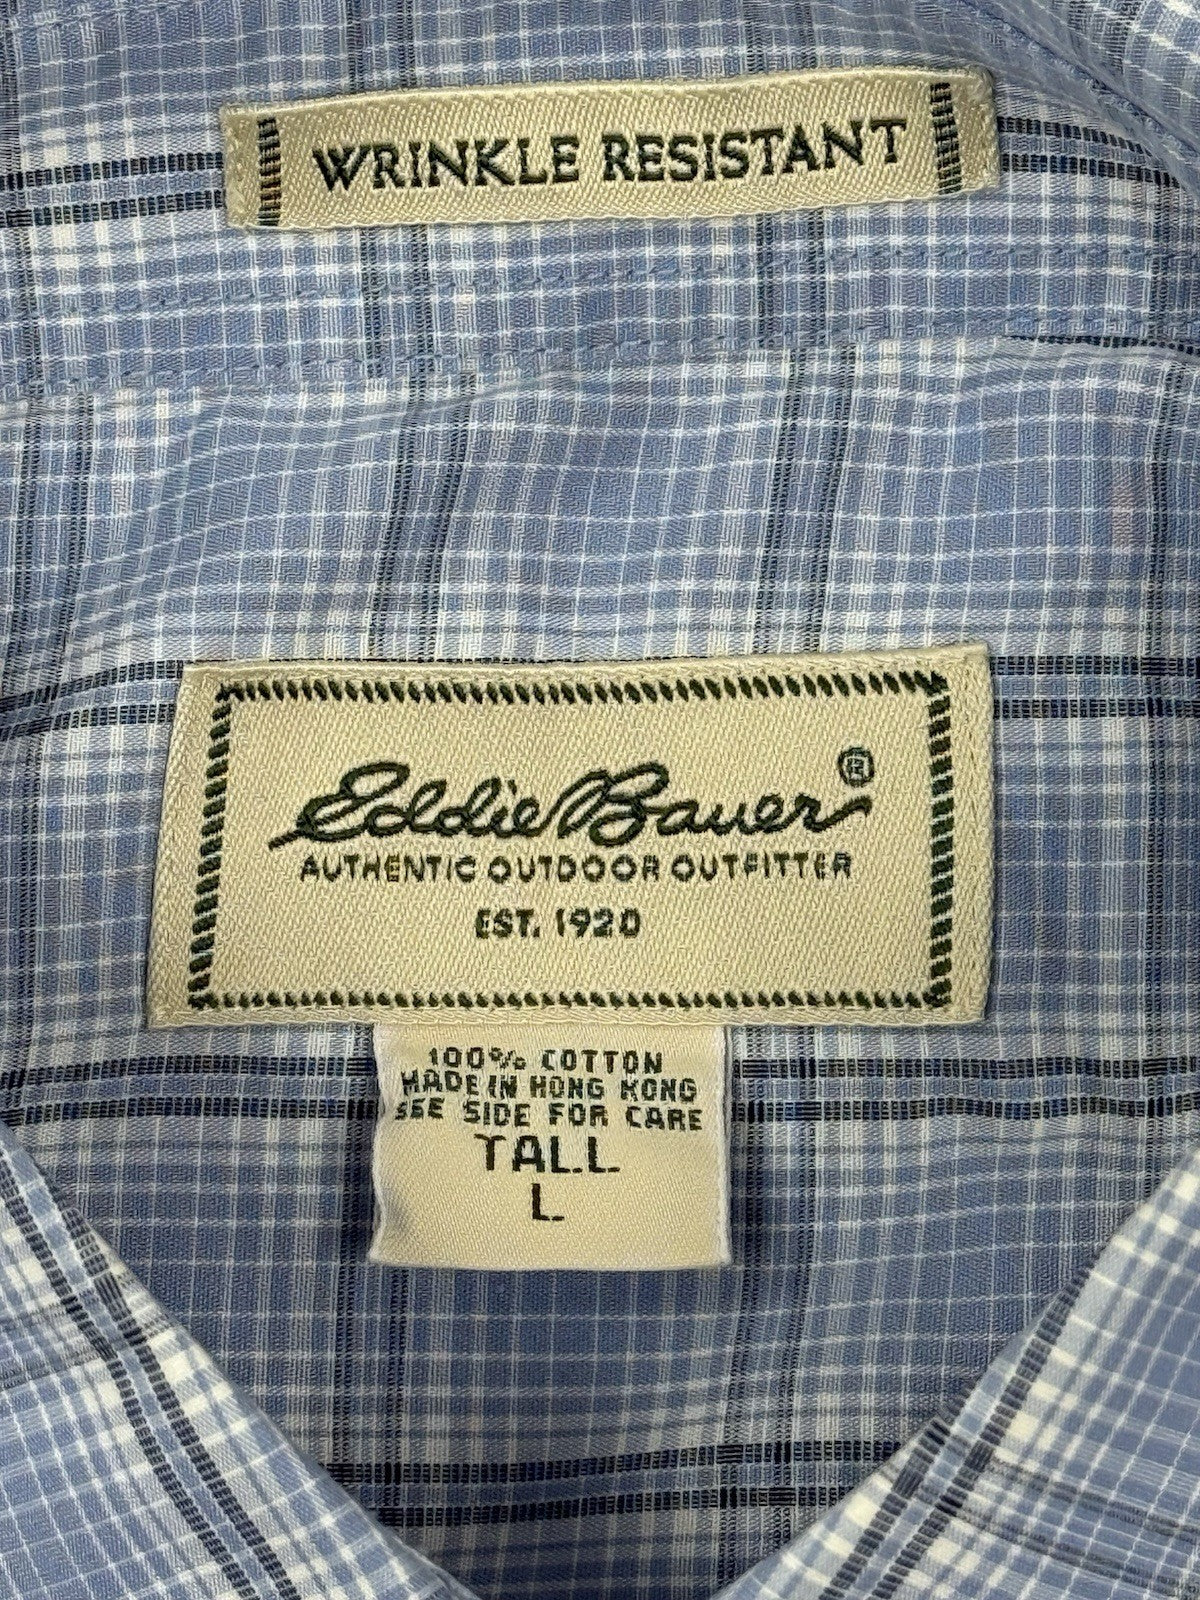 WRINKLE RESISTANT
Eddie Bauer®
AUTHENTIC OUTDOOR OUTFITTER
EST. 1920
100% COTTON
MADE IN HONG KONG
SEE SIDE FOR CARE
TALL
L